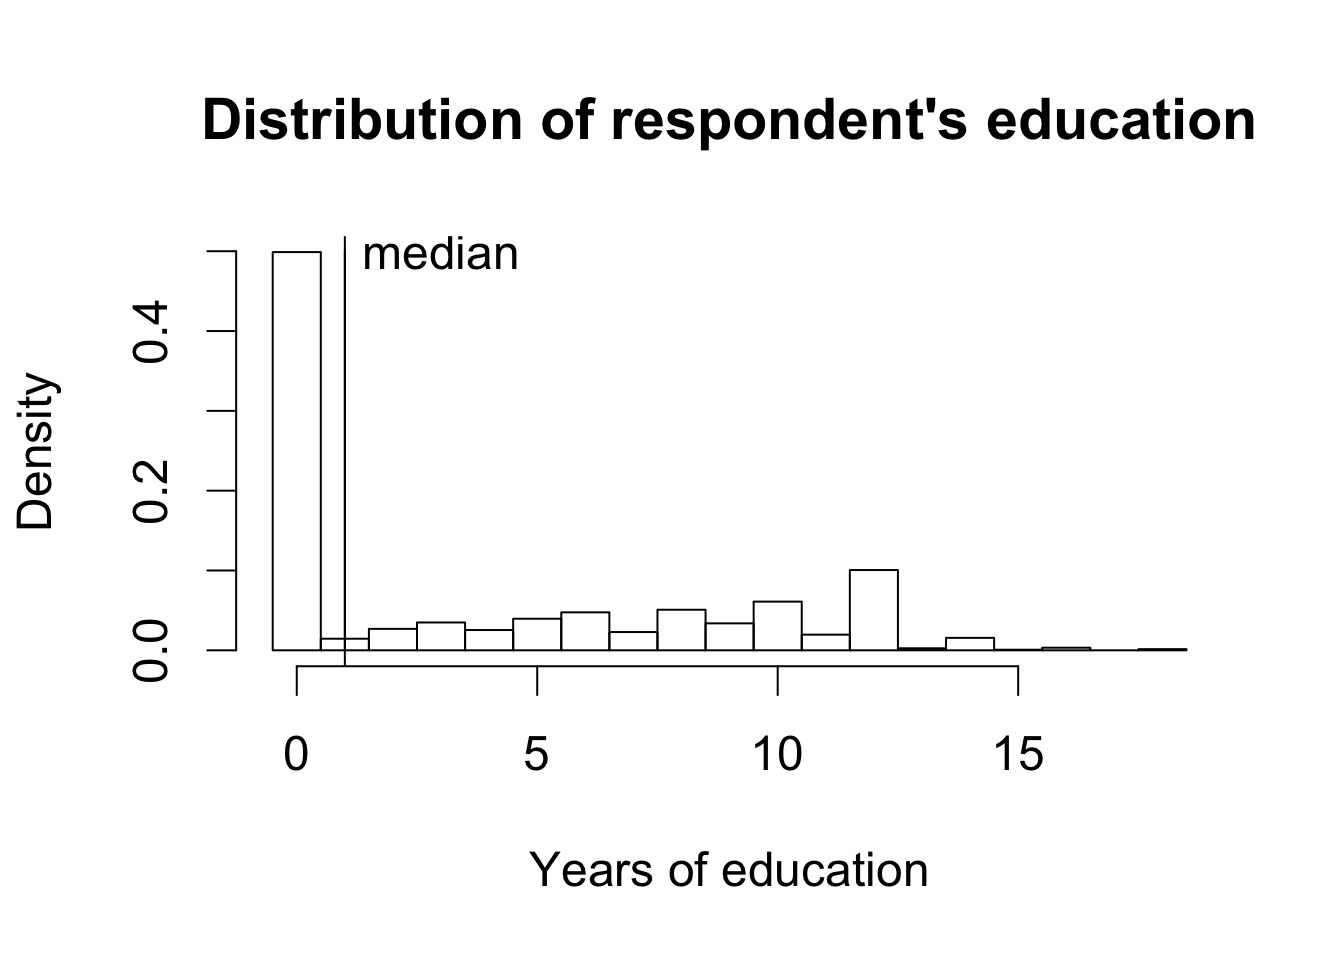 Distribution of respondent's education
median
Density
0.4
0.2
0.0
0 5 10 15
Years of education